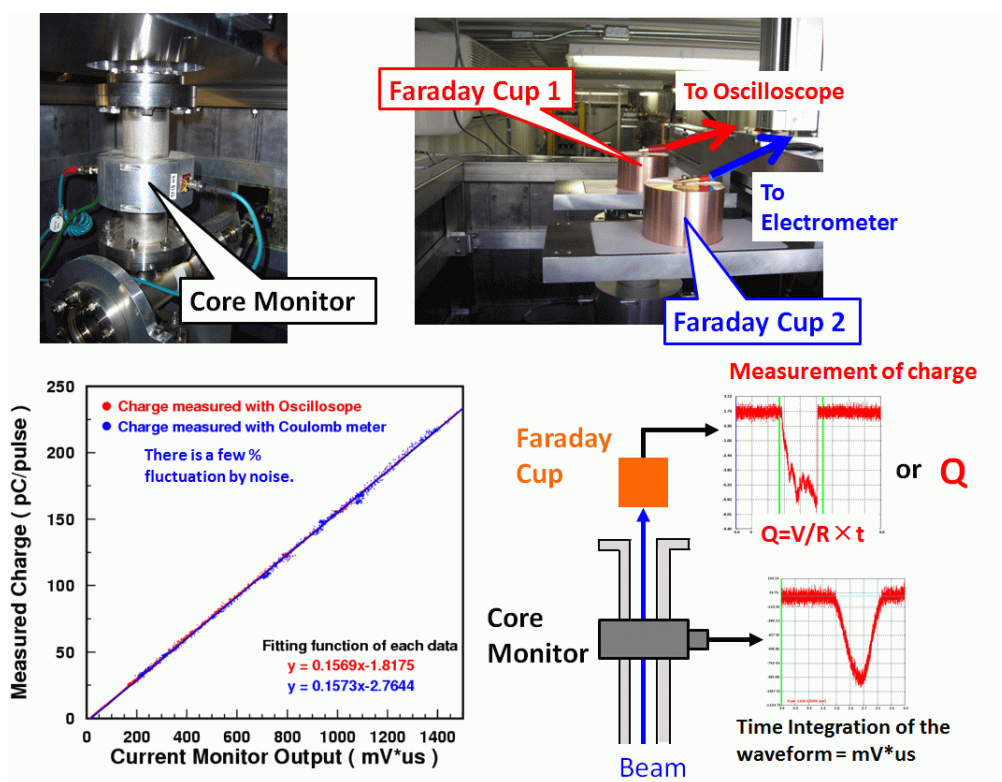 Faraday Cup 1
To Oscilloscope
To
Electrometer
Core Monitor
Faraday Cup 2
250
200
150
100
50
0
Measured Charge ( pC/pulse )
Charge measured with Oscillosope
Charge measured with Coulomb meter
There is a few %
fluctuation by noise.
Fitting function of each data
y = 0.1569x-1.8175
y = 0.1573x-2.7644
0 200 400 600 800 1000 1200 1400
Current Monitor Output ( mV*us )
Measurement of charge
Faraday
Cup
or Q
Q=V/R×t
Core
Monitor
Time Integration of the
waveform = mV*us
Beam